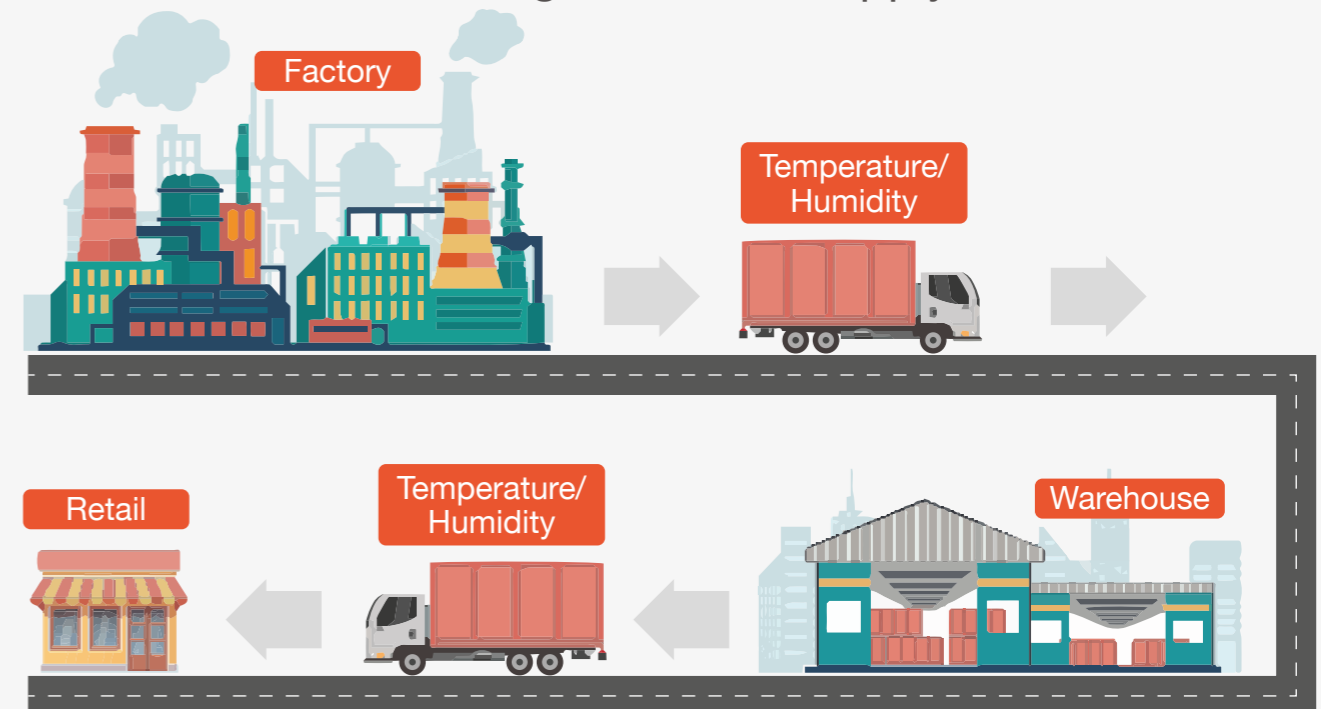 Factory
Temperature/
Humidity
Retail
Temperature/
Humidity
Warehouse